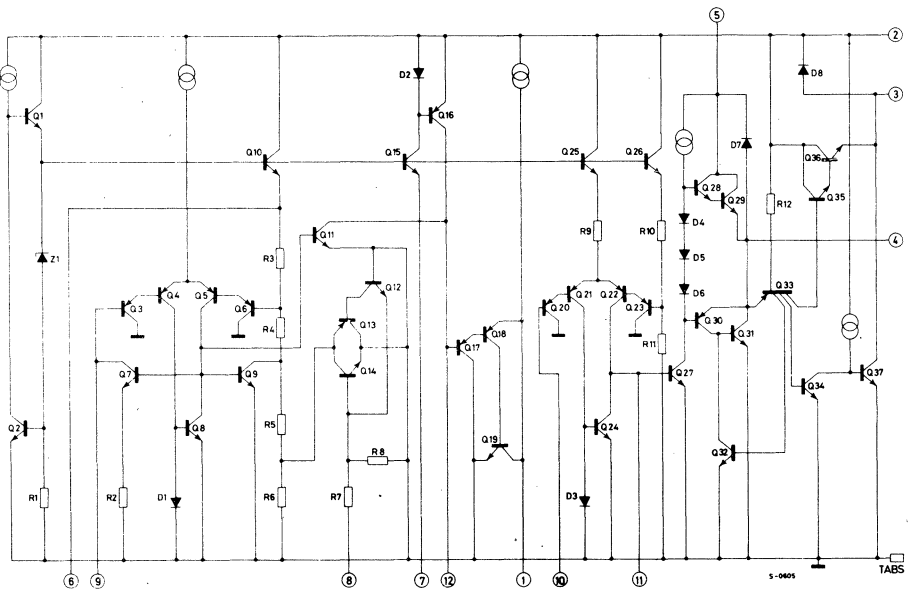 5
2
D2
D8
3
Q1
Q16
Q10
Q15
Q25
Q26
D7
Q36
Q28
Q35
Q29
R12
Q11
R9
R10
D4
4
Z1
R3
D5
Q12
Q33
Q4
Q5
Q21
Q22
D6
Q3
Q6
Q20
Q23
R4
Q13
Q18
Q30
Q31
Q17
R11
Q7
Q9
Q14
Q27
Q34
Q37
R5
Q2
Q8
Q19
Q24
R8
Q32
R1
R2
D1
R6
R7
D3
S-0605
TABS
6
9
8
7
12
1
10
11